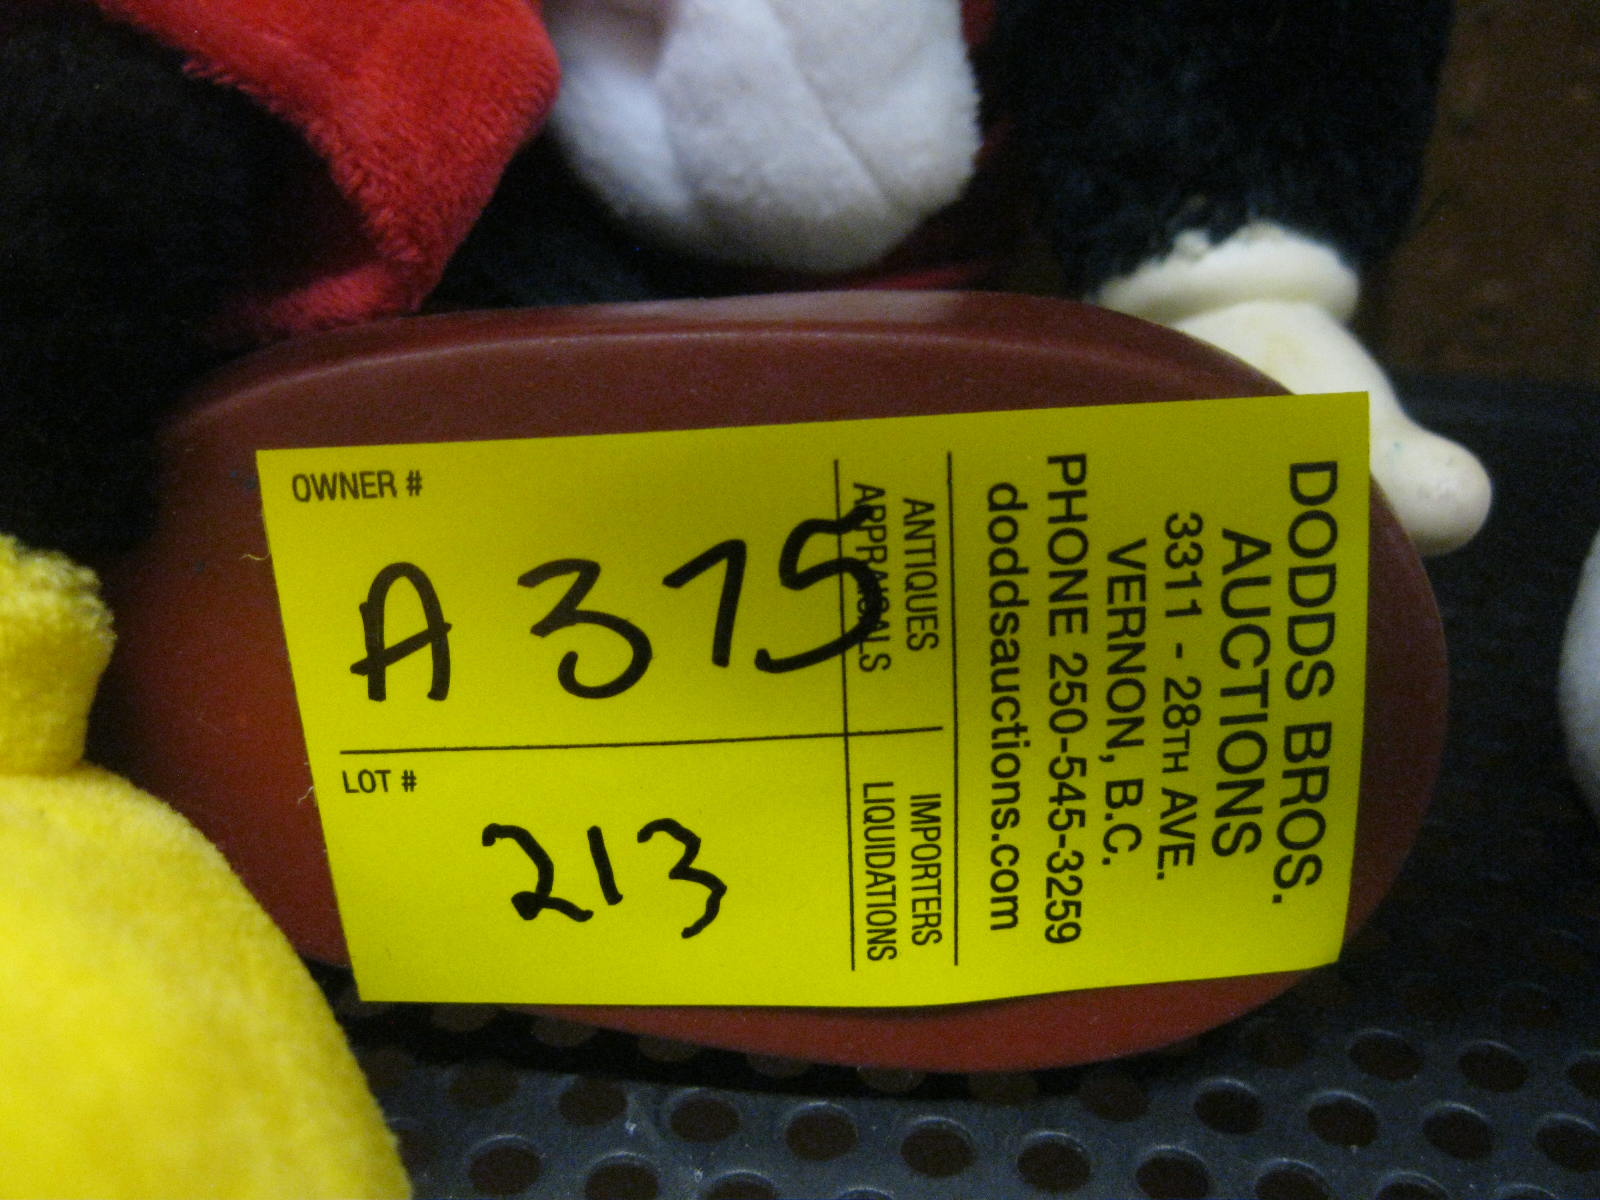 DODDS BROS.
AUCTIONS
3311 - 28TH AVE.
VERNON, B.C.
PHONE 250-545-3259
doddsauctions.com
ANTIQUES
APPRAISALS
IMPORTERS
LIQUIDATIONS
OWNER #
A 375
LOT #
213